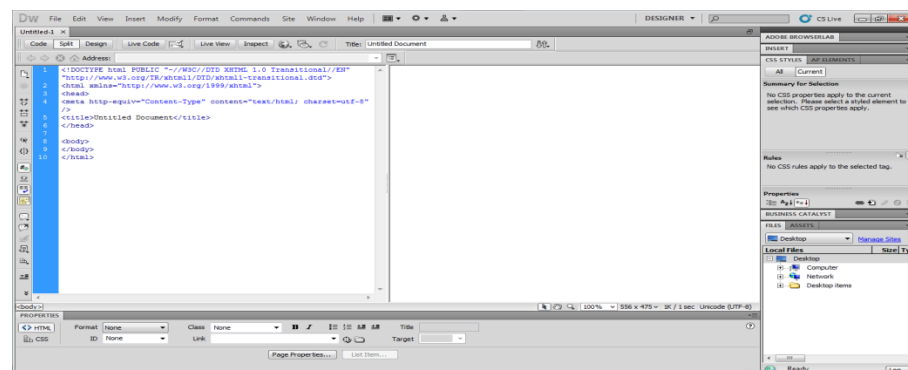 DW File Edit View Insert Modify Format Commands Site Window Help DESIGNER CS Live
Untitled-1 ×
Code Split Design Live Code Live View Inspect Title: Untitled Document
Address:
ADOBE BROWSERLAB
INSERT
CSS STYLES AP ELEMENTS
All Current
Summary for Selection
No CSS properties apply to the current
selection. Please select a styled element to
see which CSS properties apply.
Rules
No CSS rules apply to the selected tag.
Properties
BUSINESS CATALYST
FILES ASSETS
Desktop Manage Sites
Local Files Size Ty
Desktop
Computer
Network
Desktop items
Ready
1 <!DOCTYPE html PUBLIC "-//W3C//DTD XHTML 1.0 Transitional//EN"
"http://www.w3.org/TR/xhtml1/DTD/xhtml1-transitional.dtd">
2 <html xmlns="http://www.w3.org/1999/xhtml">
3 <head>
4 <meta http-equiv="Content-Type" content="text/html; charset=utf-8"
/>
5 <title>Untitled Document</title>
6 </head>
7
8 <body>
9 </body>
10 </html>
<body> 100% 556 x 475 1K / 1 sec Unicode (UTF-8)
PROPERTIES
<> HTML Format None Class None B I Title
CSS ID None Link Target
Page Properties... List Item...